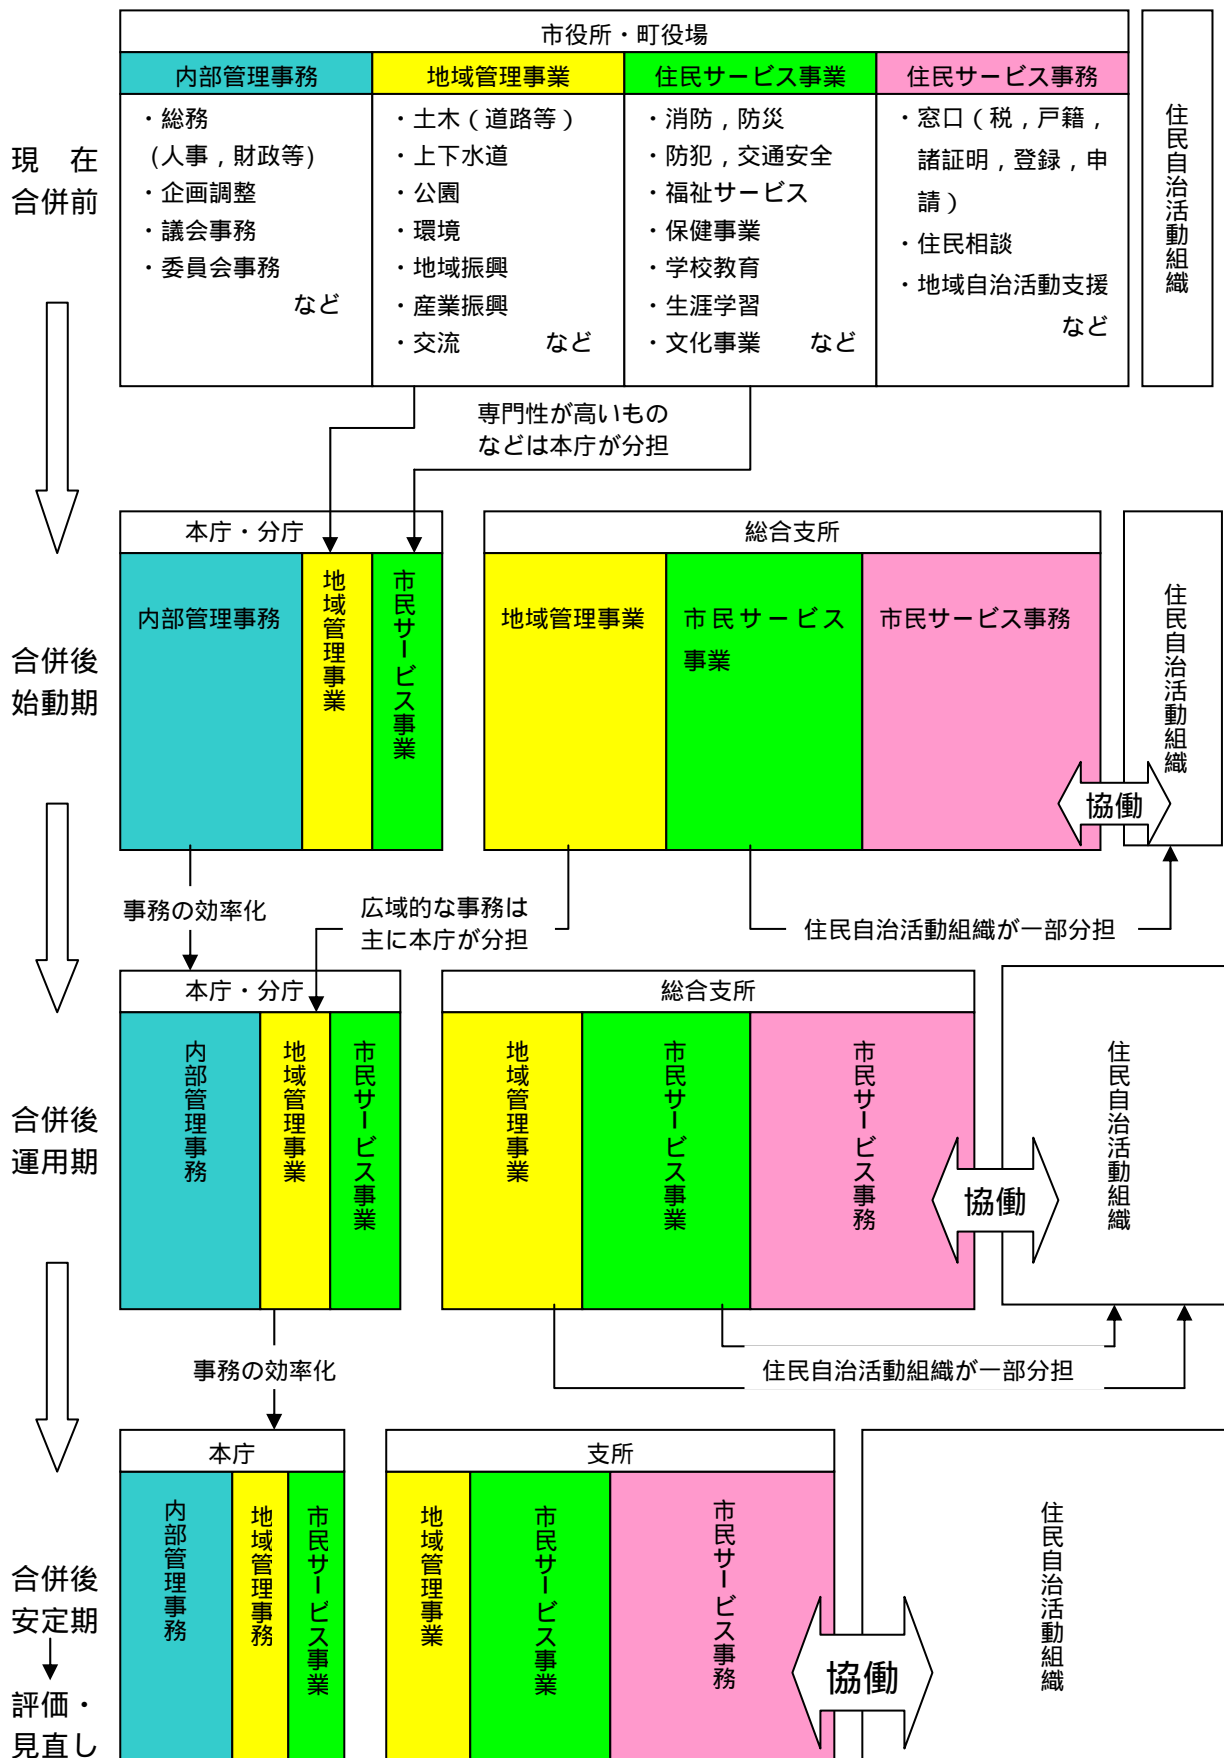 市役所・町役場
内部管理事務
地域管理事業
住民サービス事業
住民サービス事務
現　在
合併前
・総務
(人事，財政等)
・企画調整
・議会事務
・委員会事務
など
・土木（道路等）
・上下水道
・公園
・環境
・地域振興
・産業振興
・交流　　　など
・消防，防災
・防犯，交通安全
・福祉サービス
・保健事業
・学校教育
・生涯学習
・文化事業　　など
・窓口（税，戸籍，
諸証明，登録，申
請）
・住民相談
・地域自治活動支援
など
住民自治活動組織
専門性が高いもの
などは本庁が分担
合併後
始動期
本庁・分庁
内部管理事務
地域管理事業
市民サービス事業
総合支所
地域管理事業
市民サービス
事業
市民サービス事務
協働
住民自治活動組織
事務の効率化
広域的な事務は
主に本庁が分担
住民自治活動組織が一部分担
合併後
運用期
本庁・分庁
内部管理事務
地域管理事業
市民サービス事業
総合支所
地域管理事業
市民サービス事業
市民サービス事務
協働
住民自治活動組織
事務の効率化
住民自治活動組織が一部分担
合併後
安定期
評価・
見直し
本庁
内部管理事務
地域管理事務
市民サービス事業
支所
地域管理事業
市民サービス事業
市民サービス事務
協働
住民自治活動組織